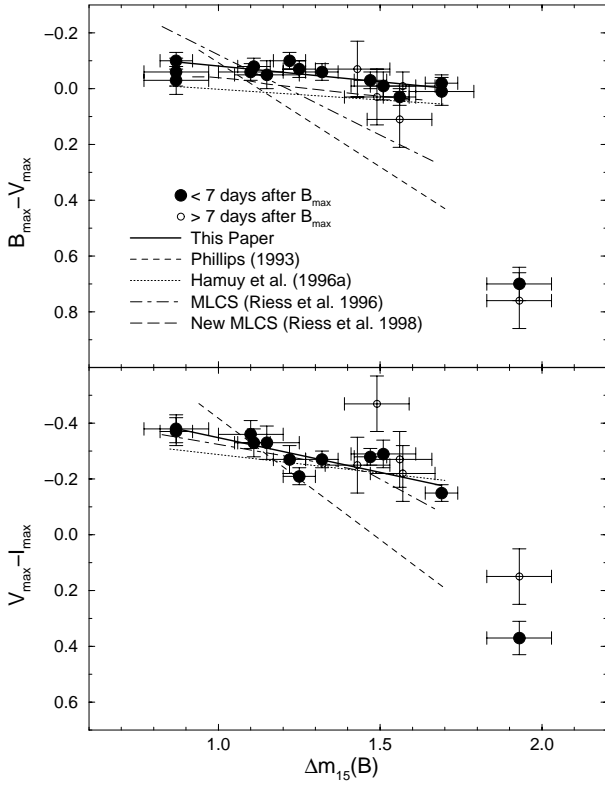 −0.2
0.0
0.2
0.4
0.6
0.8
Bmax−Vmax
< 7 days after Bmax
> 7 days after Bmax
This Paper
Phillips (1993)
Hamuy et al. (1996a)
MLCS (Riess et al. 1996)
New MLCS (Riess et al. 1998)
−0.4
−0.2
0.0
0.2
0.4
0.6
Vmax−Imax
1.0
1.5
2.0
Δm15(B)